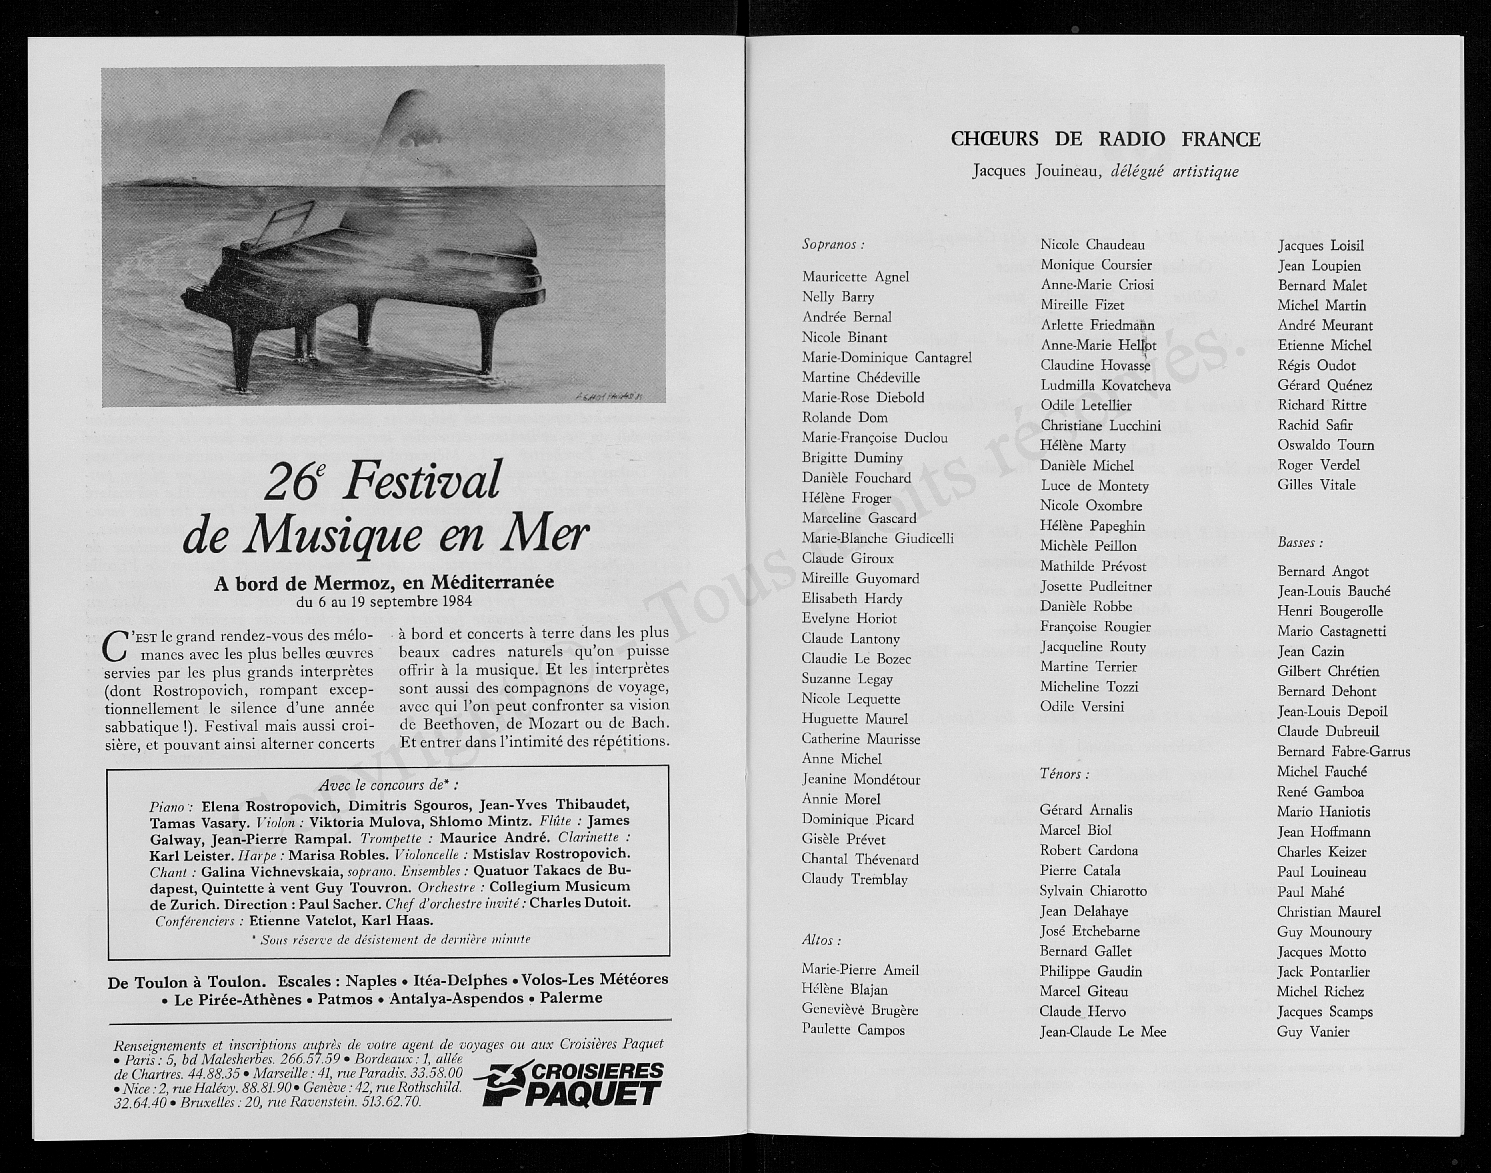 26e Festival
de Musique en Mer
A bord de Mermoz, en Méditerranée
du 6 au 19 septembre 1984
C'EST le grand rendez-vous des mélo-
manes avec les plus belles œuvres
servies par les plus grands interprètes
(dont Rostropovich, rompant excep-
tionnellement le silence d'une année
sabbatique !). Festival mais aussi croi-
sière, et pouvant ainsi alterner concerts
à bord et concerts à terre dans les plus
beaux cadres naturels qu'on puisse
offrir à la musique. Et les interprètes
sont aussi des compagnons de voyage,
avec qui l'on peut confronter sa vision
de Beethoven, de Mozart ou de Bach.
Et entrer dans l'intimité des répétitions.
Avec le concours de* :
Piano : Elena Rostropovich, Dimitris Sgouros, Jean-Yves Thibaudet,
Tamas Vasary. Violon : Viktoria Mulova, Shlomo Mintz. Flûte : James
Galway, Jean-Pierre Rampal. Trompette : Maurice André. Clarinette :
Karl Leister. Harpe : Marisa Robles. Violoncelle : Mstislav Rostropovich.
Chant : Galina Vichnevskaia, soprano. Ensembles : Quatuor Takacs de Bu-
dapest, Quintette à vent Guy Touvron. Orchestre : Collegium Musicum
de Zurich. Direction : Paul Sacher. Chef d'orchestre invité : Charles Dutoit.
Conférenciers : Etienne Vatelot, Karl Haas.
* Sous réserve de désistement de dernière minute
De Toulon à Toulon. Escales : Naples • Itéa-Delphes • Volos-Les Météores
• Le Pirée-Athènes • Patmos • Antalya-Aspendos • Palerme
Renseignements et inscriptions auprès de votre agent de voyages ou aux Croisières Paquet
• Paris : 5, bd Malesherbes. 266.57.59 • Bordeaux : 1, allée
de Chartres. 44.88.35 • Marseille : 41, rue Paradis. 33.58.00
• Nice : 2, rue Halévy. 88.81.90 • Genève : 42, rue Rothschild.
32.64.40 • Bruxelles : 20, rue Ravenstein. 513.62.70.
CROISIERES
PAQUET
CHŒURS DE RADIO FRANCE
Jacques Jouineau, délégué artistique
Sopranos :
Mauricette Agnel
Nelly Barry
Andrée Bernal
Nicole Binant
Marie-Dominique Cantagrel
Martine Chédeville
Marie-Rose Diebold
Rolande Dom
Marie-Françoise Duclou
Brigitte Duminy
Danièle Fouchard
Hélène Froger
Marceline Gascard
Marie-Blanche Giudicelli
Claude Giroux
Mireille Guyomard
Elisabeth Hardy
Evelyne Horiot
Claude Lantony
Claudie Le Bozec
Suzanne Legay
Nicole Lequette
Huguette Maurel
Catherine Maurisse
Anne Michel
Jeanine Mondétour
Annie Morel
Dominique Picard
Gisèle Prévet
Chantal Thévenard
Claudy Tremblay
Altos :
Marie-Pierre Ameil
Hélène Blajan
Geneviève Brugère
Paulette Campos
Nicole Chaudeau
Monique Coursier
Anne-Marie Criosi
Mireille Fizet
Arlette Friedmann
Anne-Marie Hellot
Claudine Hovasse
Ludmilla Kovatcheva
Odile Letellier
Christiane Lucchini
Hélène Marty
Danièle Michel
Luce de Montety
Nicole Oxombre
Hélène Papeghin
Michèle Peillon
Mathilde Prévost
Josette Pudleitner
Danièle Robbe
Françoise Rougier
Jacqueline Routy
Martine Terrier
Micheline Tozzi
Odile Versini
Ténors :
Gérard Arnalis
Marcel Biol
Robert Cardona
Pierre Catala
Sylvain Chiarotto
Jean Delahaye
José Etchebarne
Bernard Gallet
Philippe Gaudin
Marcel Giteau
Claude Hervo
Jean-Claude Le Mee
Jacques Loisil
Jean Loupien
Bernard Malet
Michel Martin
André Meurant
Etienne Michel
Régis Oudot
Gérard Quénez
Richard Rittre
Rachid Safir
Oswaldo Tourn
Roger Verdel
Gilles Vitale
Basses :
Bernard Angot
Jean-Louis Bauché
Henri Bougerolle
Mario Castagnetti
Jean Cazin
Gilbert Chrétien
Bernard Dehont
Jean-Louis Depoil
Claude Dubreuil
Bernard Fabre-Garrus
Michel Fauché
René Gamboa
Mario Haniotis
Jean Hoffmann
Charles Keizer
Paul Louineau
Paul Mahé
Christian Maurel
Guy Mounoury
Jacques Motto
Jack Pontarlier
Michel Richez
Jacques Scamps
Guy Vanier
Copyright © - Tous droits réservés.